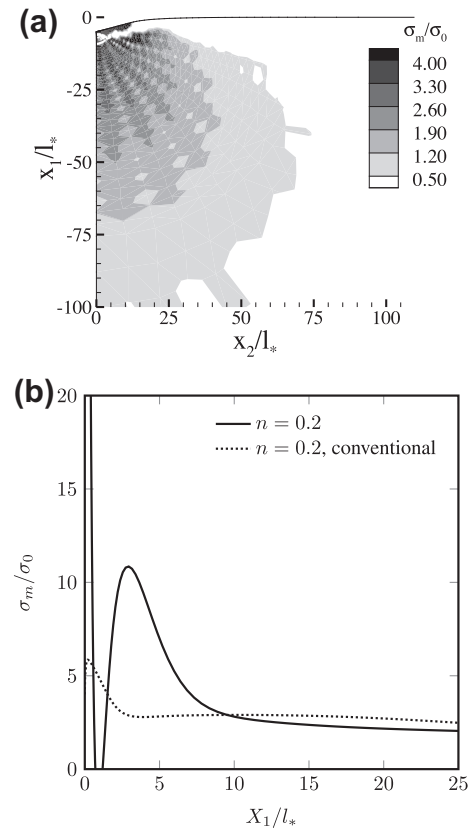 (a)
σm/σ0
4.00
3.30
2.60
1.90
1.20
0.50
0
-25
-50
-75
-100
x1/l*
0 25 50 75 100
x2/l*
(b)
20
15
10
5
0
σm/σ0
n = 0.2
n = 0.2, conventional
0 5 10 15 20 25
X1/l*